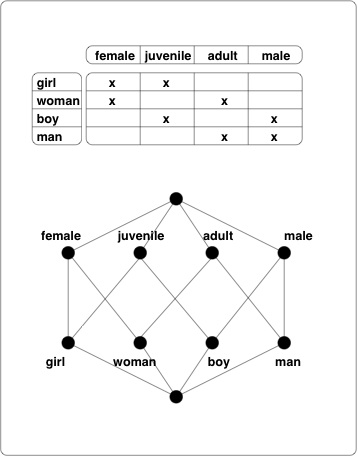 female juvenile adult male
girl x x
woman x x
boy x x
man x x
female juvenile adult male
girl woman boy man